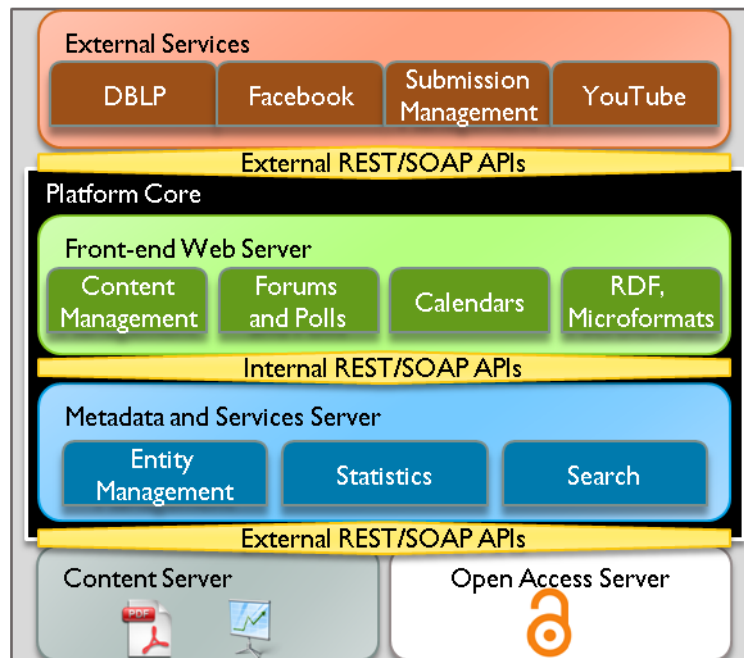 External Services
DBLP
Facebook
Submission
Management
YouTube
External REST/SOAP APIs
Platform Core
Front-end Web Server
Content
Management
Forums
and Polls
Calendars
RDF,
Microformats
Internal REST/SOAP APIs
Metadata and Services Server
Entity
Management
Statistics
Search
External REST/SOAP APIs
Content Server
Open Access Server
PDF